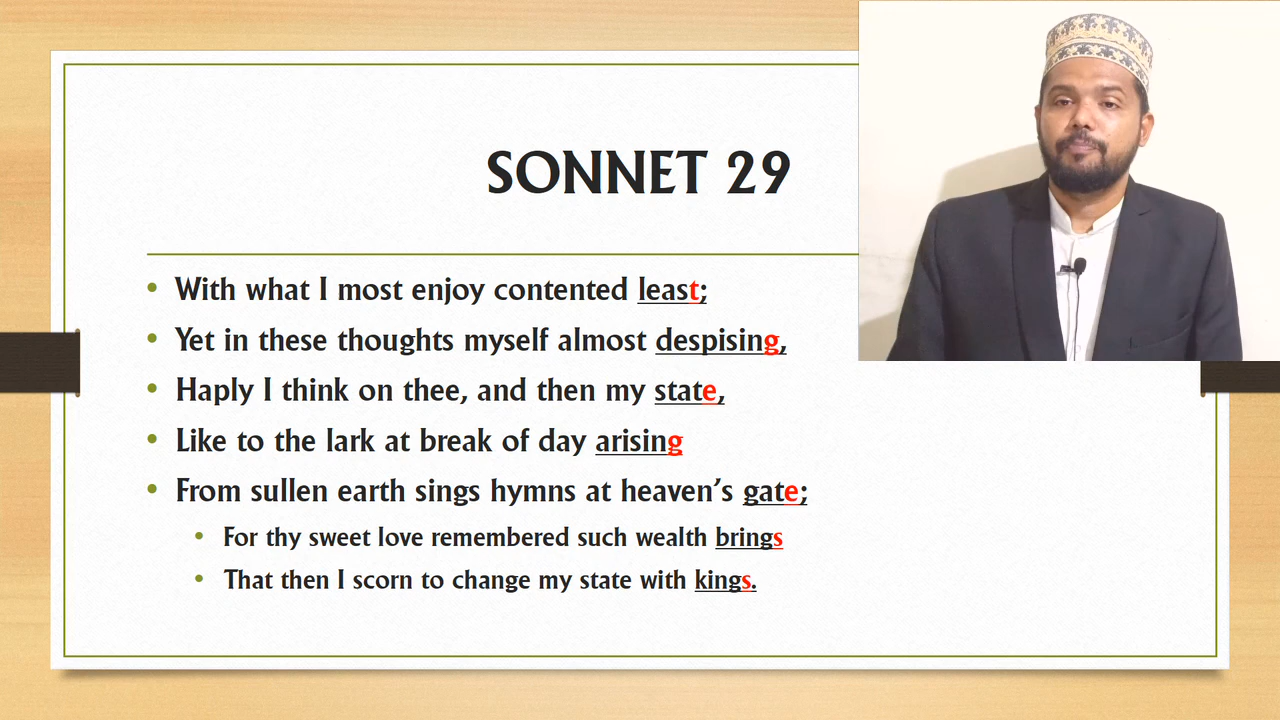 SONNET 29
• With what I most enjoy contented least;
• Yet in these thoughts myself almost despising,
• Haply I think on thee, and then my state,
• Like to the lark at break of day arising
• From sullen earth sings hymns at heaven’s gate;
• For thy sweet love remembered such wealth brings
• That then I scorn to change my state with kings.